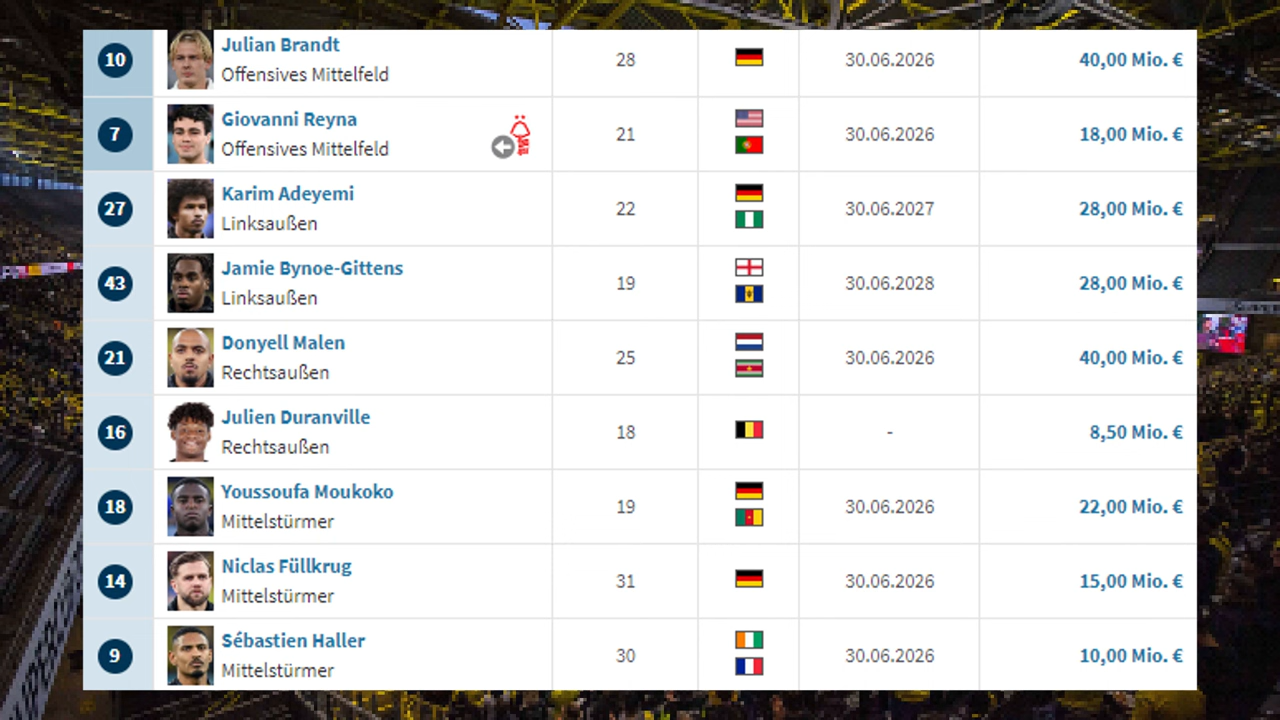 10 Julian Brandt
Offensives Mittelfeld 28 30.06.2026 40,00 Mio. €
7 Giovanni Reyna
Offensives Mittelfeld 21 30.06.2026 18,00 Mio. €
27 Karim Adeyemi
Linksaußen 22 30.06.2027 28,00 Mio. €
43 Jamie Bynoe-Gittens
Linksaußen 19 30.06.2028 28,00 Mio. €
21 Donyell Malen
Rechtsaußen 25 30.06.2026 40,00 Mio. €
16 Julien Duranville
Rechtsaußen 18 - 8,50 Mio. €
18 Youssoufa Moukoko
Mittelstürmer 19 30.06.2026 22,00 Mio. €
14 Niclas Füllkrug
Mittelstürmer 31 30.06.2026 15,00 Mio. €
9 Sébastien Haller
Mittelstürmer 30 30.06.2026 10,00 Mio. €